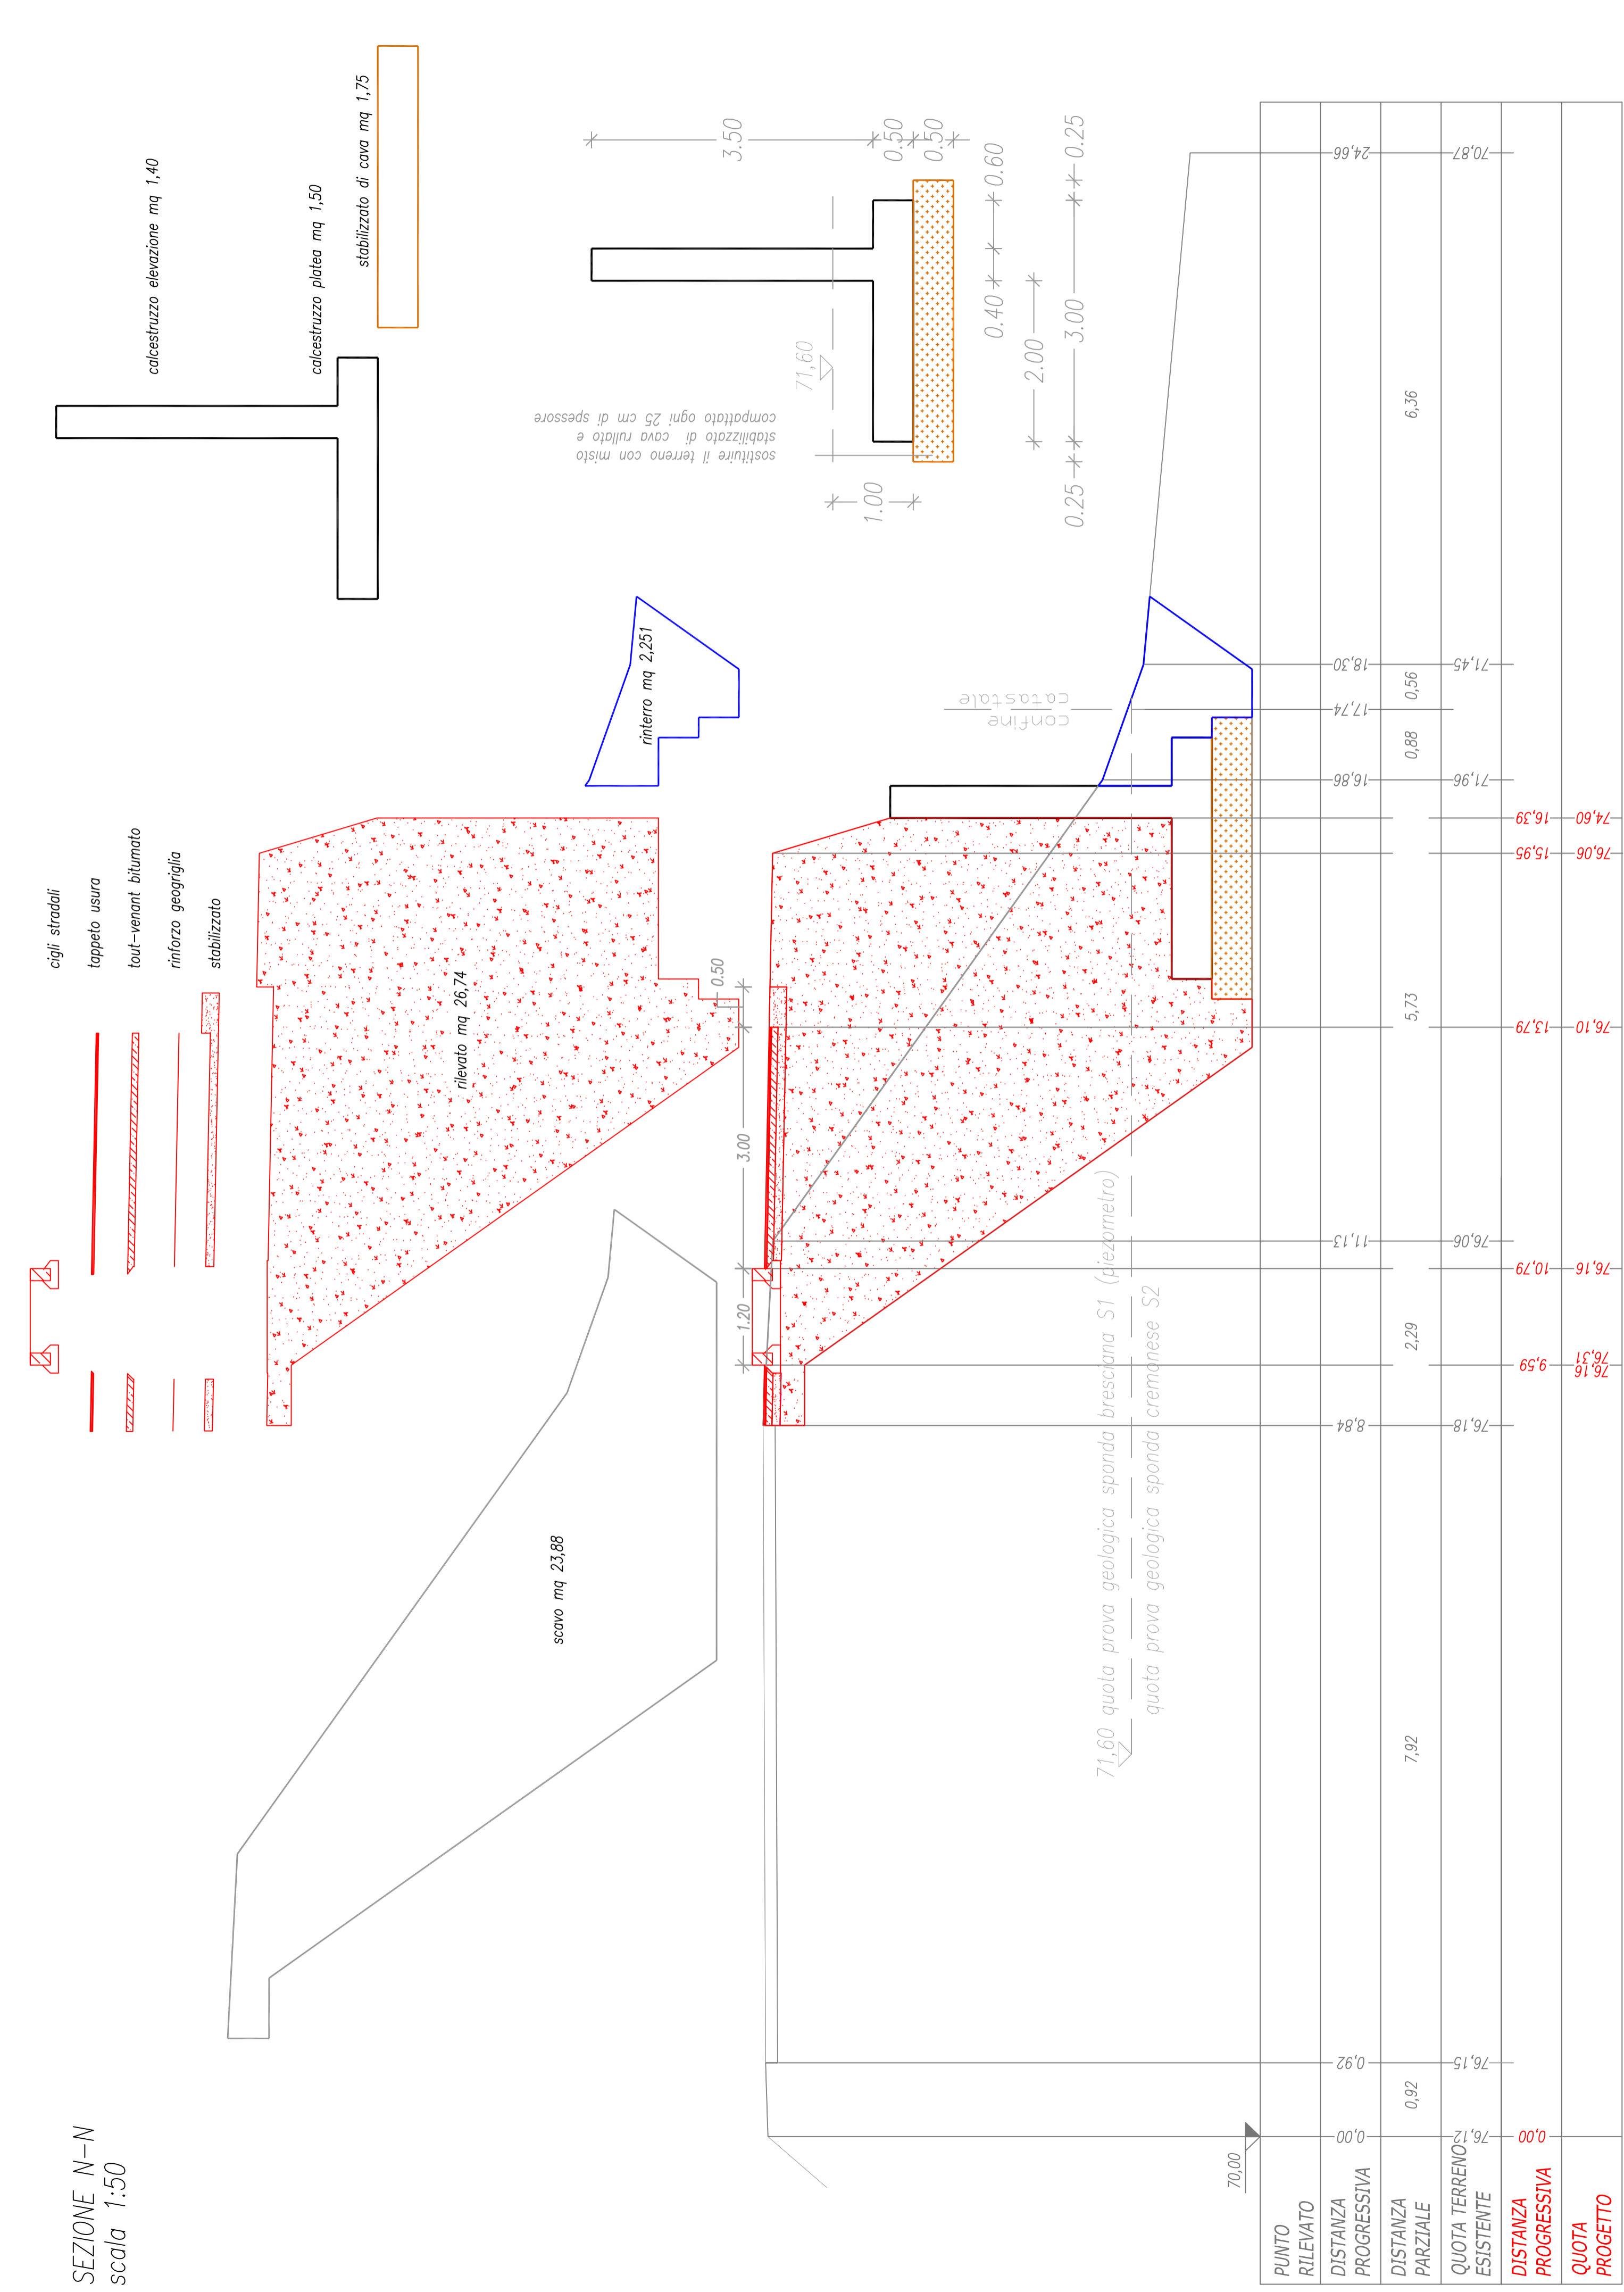 SEZIONE N-N
scala 1:50
cigli stradali
tappeto usura
tout-venant bitumato
rinforzo geogriglia
stabilizzato
calcestruzzo elevazione mq 1,40
calcestruzzo platea mq 1,50
stabilizzato di cava mq 1,75
scavo mq 23,88
rilevato mq 26,74
rinterro mq 2,251
sostituire il terreno con misto
stabilizzato di cava rullato e
compattato ogni 25 cm di spessore
71,60
3.50
0.50
0.50
1.00
0.40
0.60
2.00
0.25
3.00
0.25
1.20
3.00
0.50
confine
catastale
71,60 quota prova geologica sponda bresciana S1 (piezometro)
quota prova geologica sponda cremonese S2
70,00
PUNTO
RILEVATO
DISTANZA
PROGRESSIVA
0,00
0,92
8,84
11,13
16,86
17,74
18,30
24,66
DISTANZA
PARZIALE
0,92
7,92
2,29
5,73
0,88
0,56
6,36
QUOTA TERRENO
ESISTENTE
76,12
76,15
76,18
76,06
71,96
71,45
70,87
DISTANZA
PROGRESSIVA
0,00
9,59
10,79
13,79
15,95
16,39
QUOTA
PROGETTO
76,16
76,31
76,16
76,10
76,06
74,60